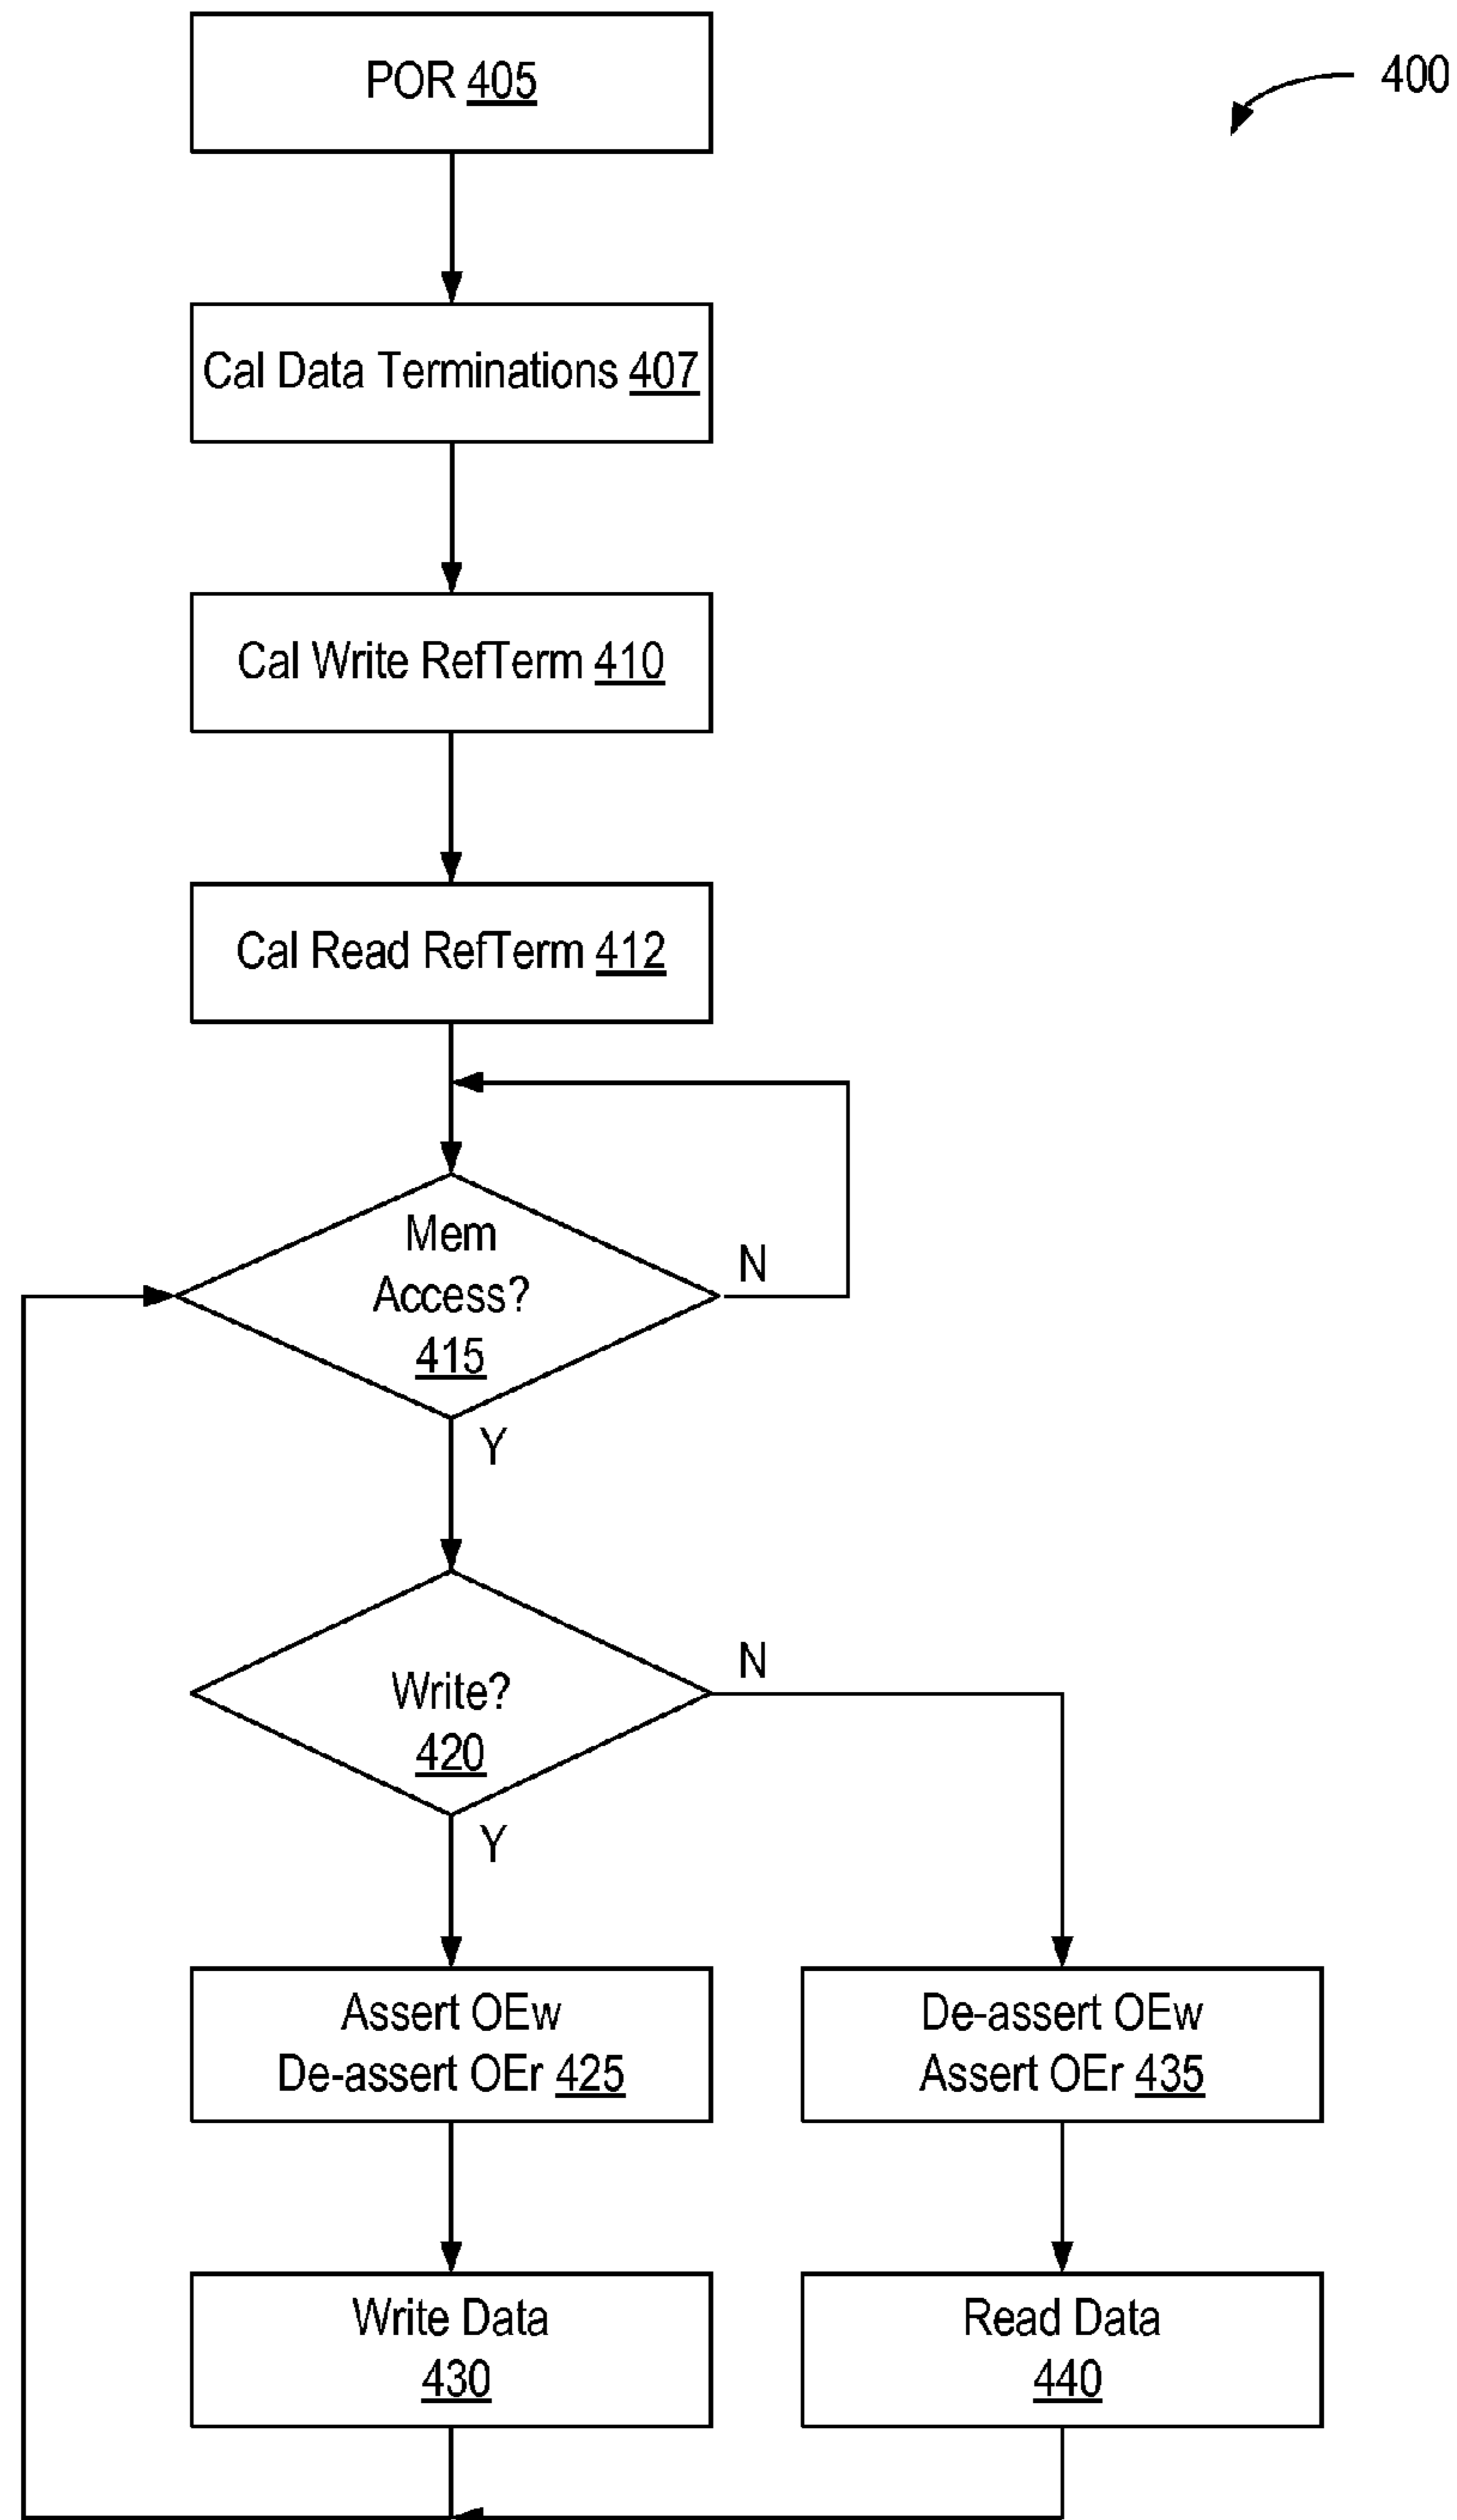 POR 405
400
Cal Data Terminations 407
Cal Write RefTerm 410
Cal Read RefTerm 412
Mem
Access?
415
N
Y
Write?
420
N
Y
Assert OEw
De-assert OEr 425
De-assert OEw
Assert OEr 435
Write Data
430
Read Data
440